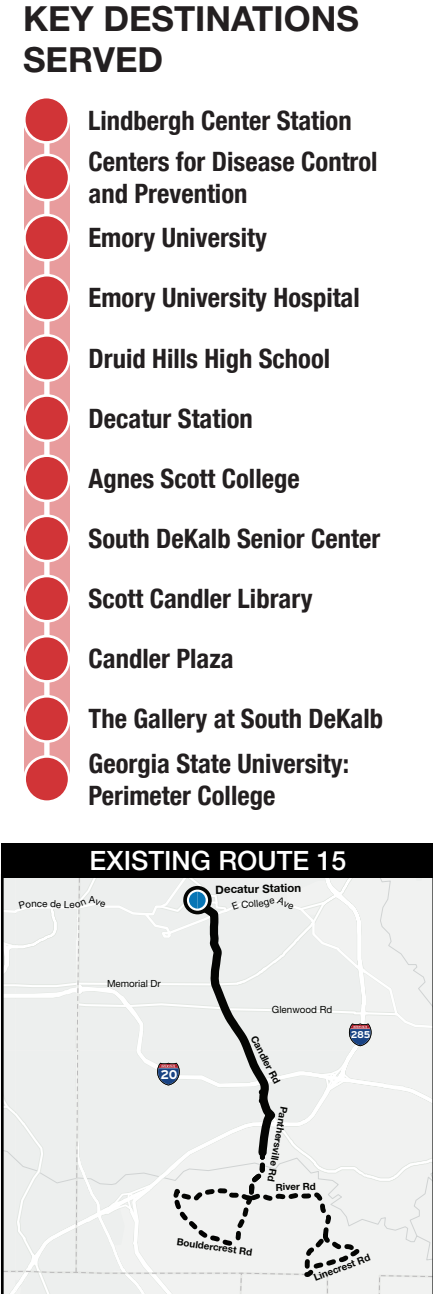 KEY DESTINATIONS
SERVED
Lindbergh Center Station
Centers for Disease Control
and Prevention
Emory University
Emory University Hospital
Druid Hills High School
Decatur Station
Agnes Scott College
South DeKalb Senior Center
Scott Candler Library
Candler Plaza
The Gallery at South DeKalb
Georgia State University:
Perimeter College
EXISTING ROUTE 15
Decatur Station
Ponce de Leon Ave
E College Ave
Memorial Dr
Glenwood Rd
285
Candler Rd
20
Panthersville Rd
River Rd
Bouldercrest Rd
Linecrest Rd